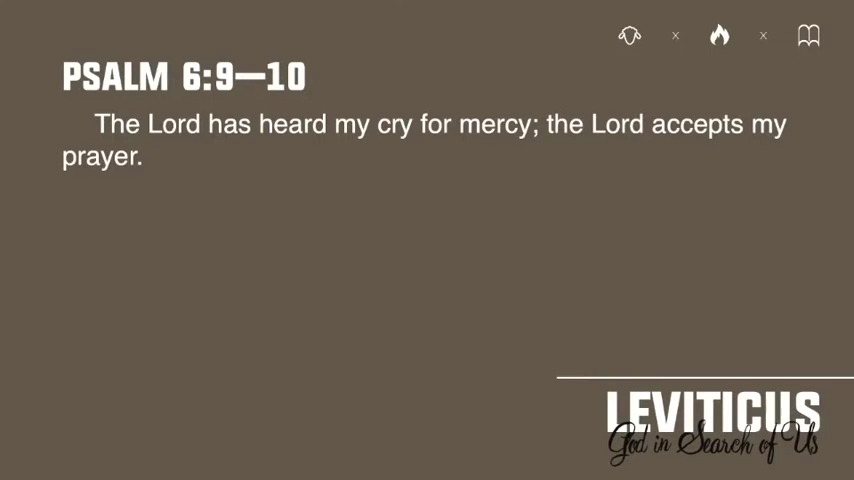 PSALM 6:9—10
The Lord has heard my cry for mercy; the Lord accepts my
prayer.
LEVITICUS
God in Search of Us